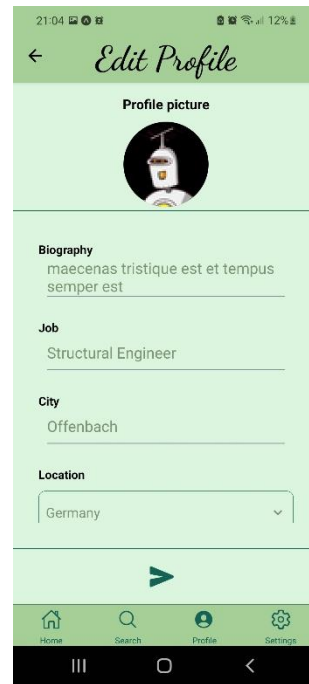 21:04 12%
Edit Profile
Profile picture
Biography
maecenas tristique est et tempus
semper est
Job
Structural Engineer
City
Offenbach
Location
Germany
Home Search Profile Settings